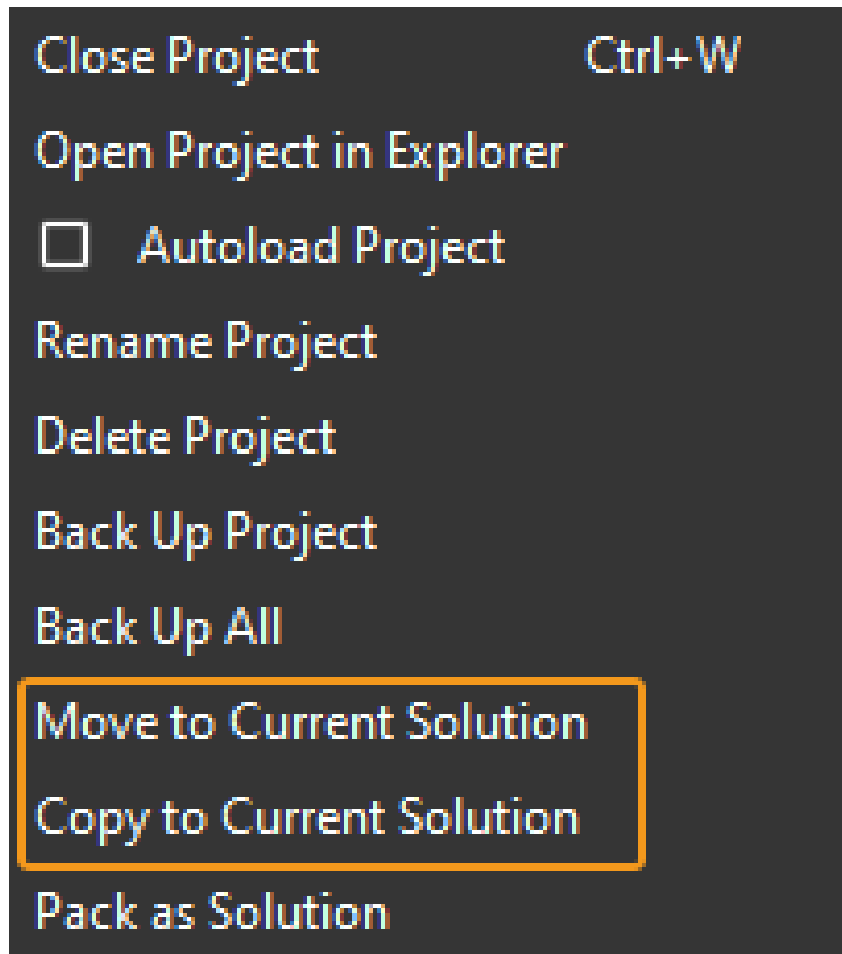 Close Project Ctrl+W
Open Project in Explorer
Autoload Project
Rename Project
Delete Project
Back Up Project
Back Up All
Move to Current Solution
Copy to Current Solution
Pack as Solution